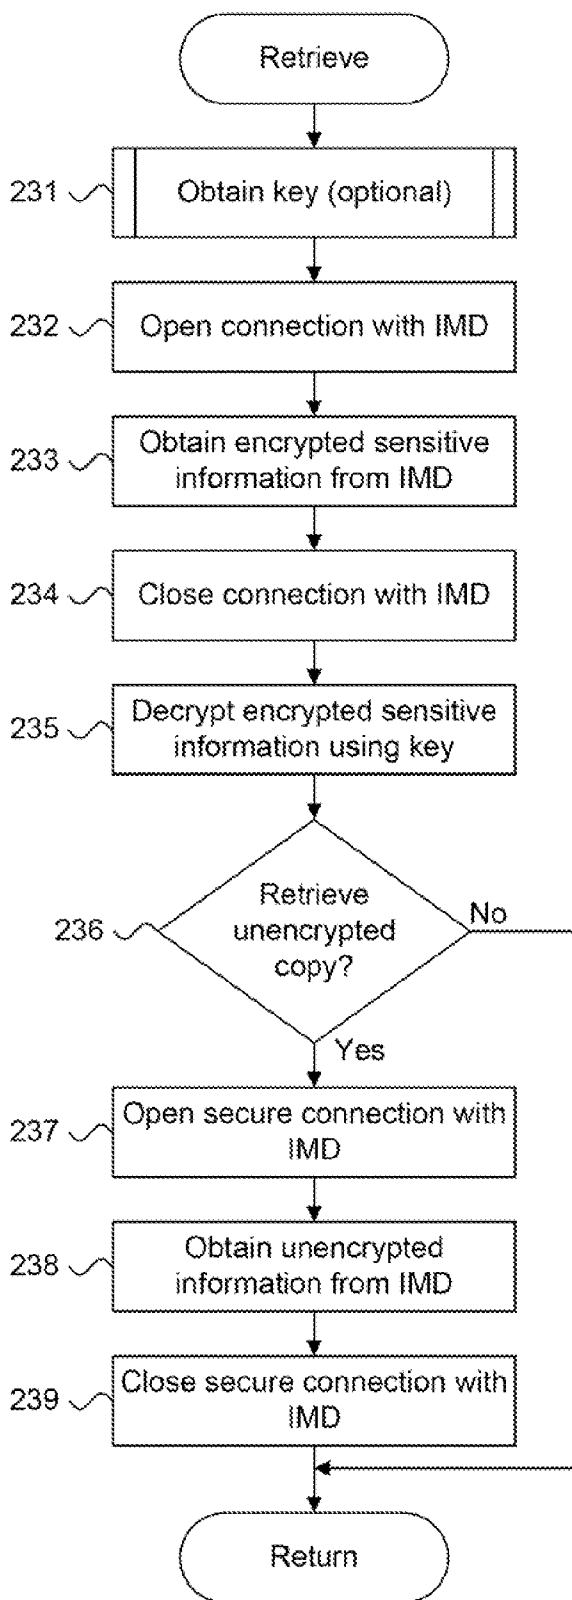 Retrieve
231
Obtain key (optional)
232
Open connection with IMD
233
Obtain encrypted sensitive
information from IMD
234
Close connection with IMD
235
Decrypt encrypted sensitive
information using key
236
Retrieve
unencrypted
copy?
No
Yes
237
Open secure connection with
IMD
238
Obtain unencrypted
information from IMD
239
Close secure connection with
IMD
Return